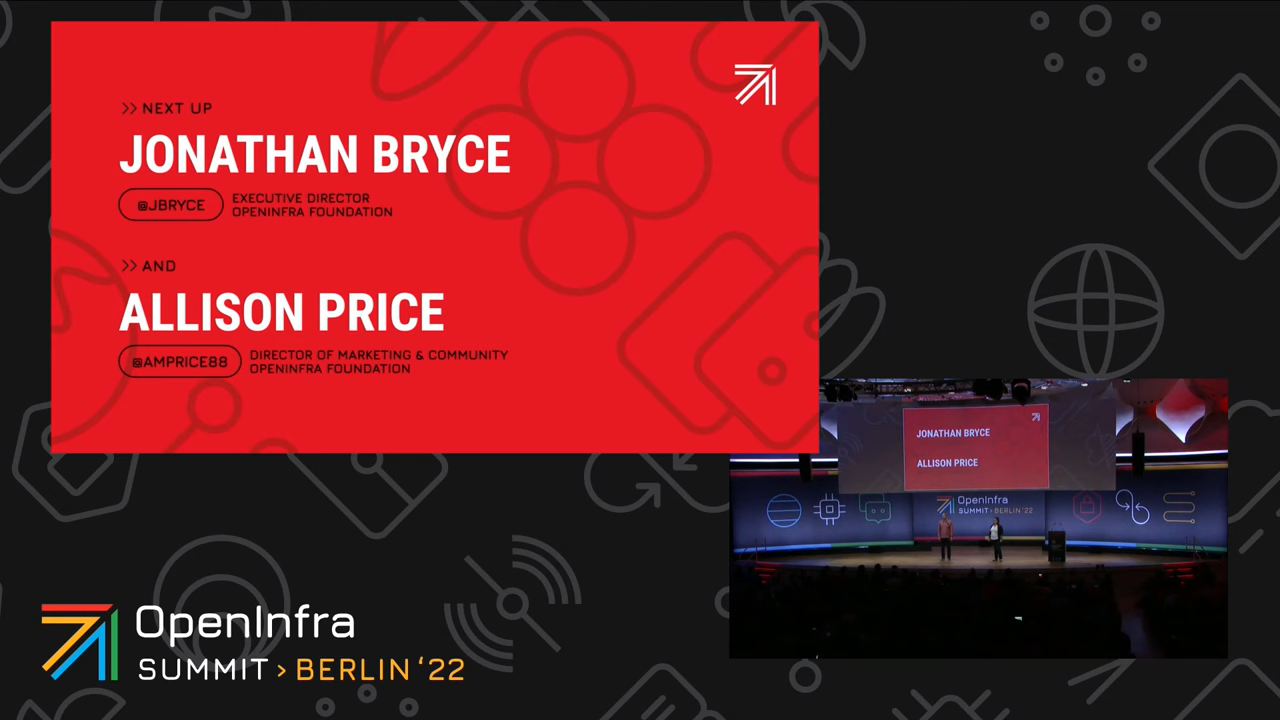 >> NEXT UP
JONATHAN BRYCE
@JBRYCE
EXECUTIVE DIRECTOR
OPENINFRA FOUNDATION
>> AND
ALLISON PRICE
@AMPRICE88
DIRECTOR OF MARKETING & COMMUNITY
OPENINFRA FOUNDATION
JONATHAN BRYCE
ALLISON PRICE
OpenInfra
SUMMIT > BERLIN '22
OpenInfra
SUMMIT > BERLIN '22